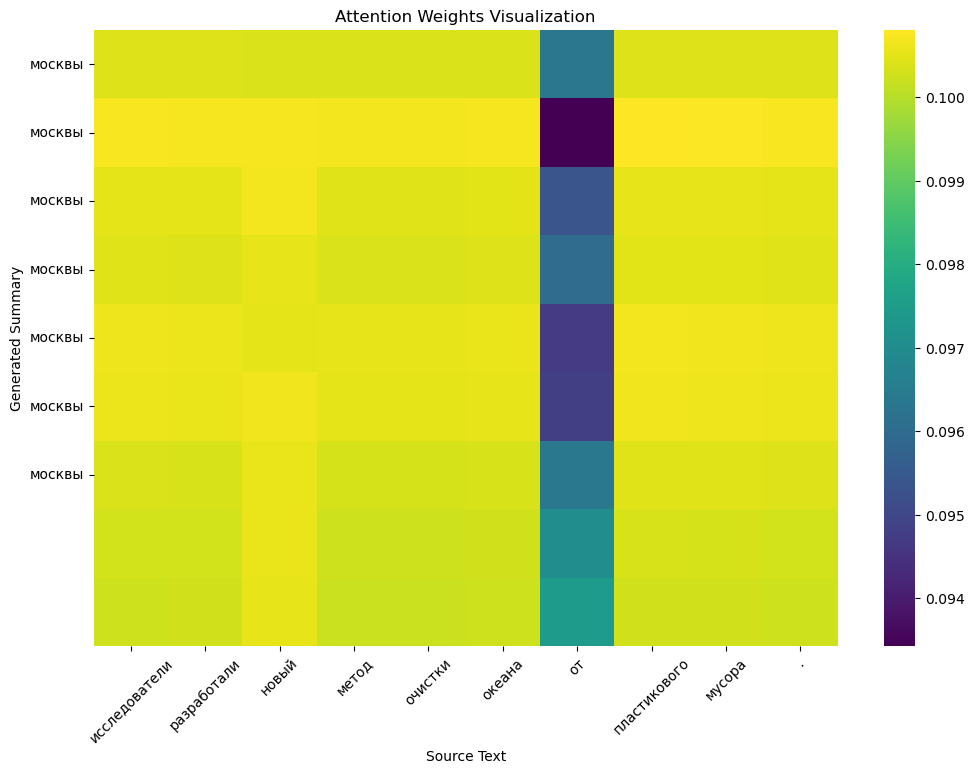 Attention Weights Visualization
Generated Summary
москвы
москвы
москвы
москвы
москвы
москвы
москвы
исследователи
разработали
новый
метод
очистки
океана
от
пластикового
мусора
.
Source Text
0.100
0.099
0.098
0.097
0.096
0.095
0.094